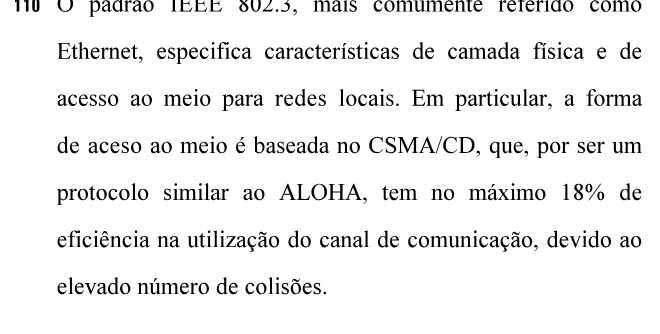 110 O padrão IEEE 802.3, mais comumente referido como
Ethernet, especifica características de camada física e de
acesso ao meio para redes locais. Em particular, a forma
de aceso ao meio é baseada no CSMA/CD, que, por ser um
protocolo similar ao ALOHA, tem no máximo 18% de
eficiência na utilização do canal de comunicação, devido ao
elevado número de colisões.